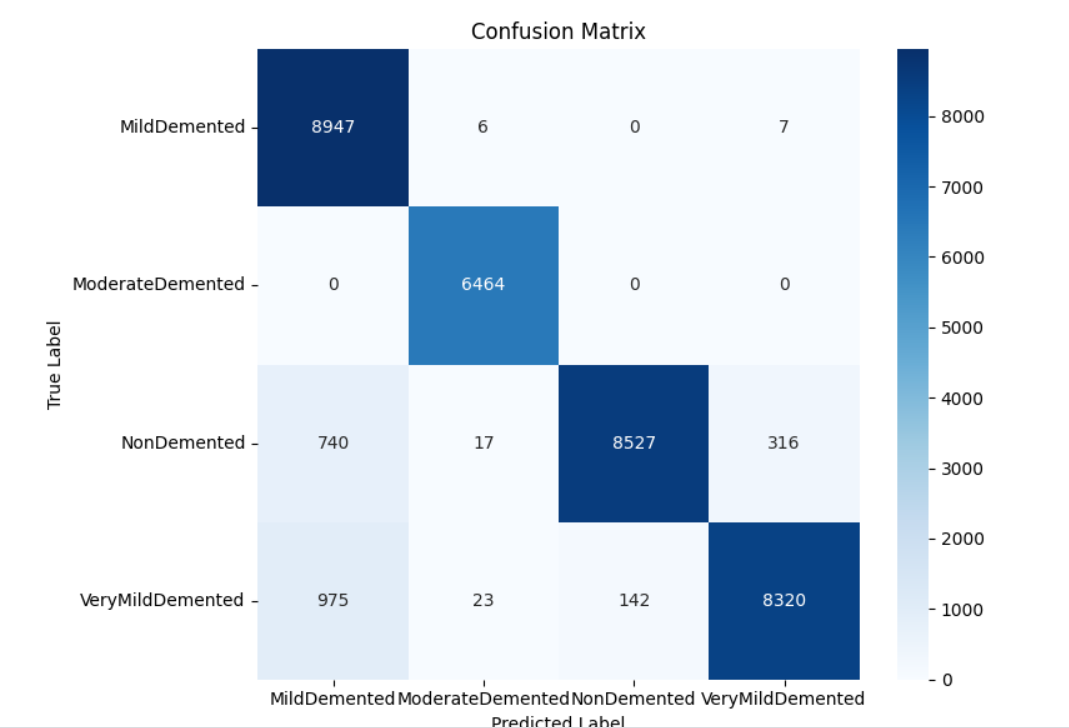 Confusion Matrix
MildDemented
8947 6 0 7
ModerateDemented
0 6464 0 0
NonDemented
740 17 8527 316
VeryMildDemented
975 23 142 8320
True Label
MildDemented ModerateDemented NonDemented VeryMildDemented
Predicted Label
8000
7000
6000
5000
4000
3000
2000
1000
0